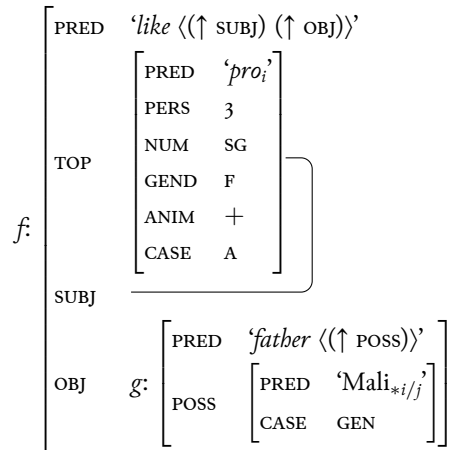 PRED ‘like ⟨(↑ SUBJ) (↑ OBJ)⟩’
PRED ‘proᵢ’
PERS 3
NUM SG
TOP
GEND F
f:
ANIM +
CASE A
SUBJ
PRED ‘father ⟨(↑ POSS)⟩’
OBJ g:
PRED ‘Mali*i/j’
POSS
CASE GEN